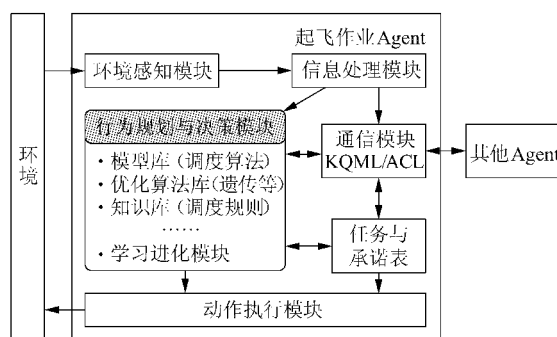 起飞作业Agent
环境感知模块
信息处理模块
行为规划与决策模块
·模型库(调度算法)
·优化算法库(遗传等)
·知识库(调度规则)
……
·学习进化模块
通信模块
KQML/ACL
其他Agent
任务与
承诺表
动作执行模块
环境